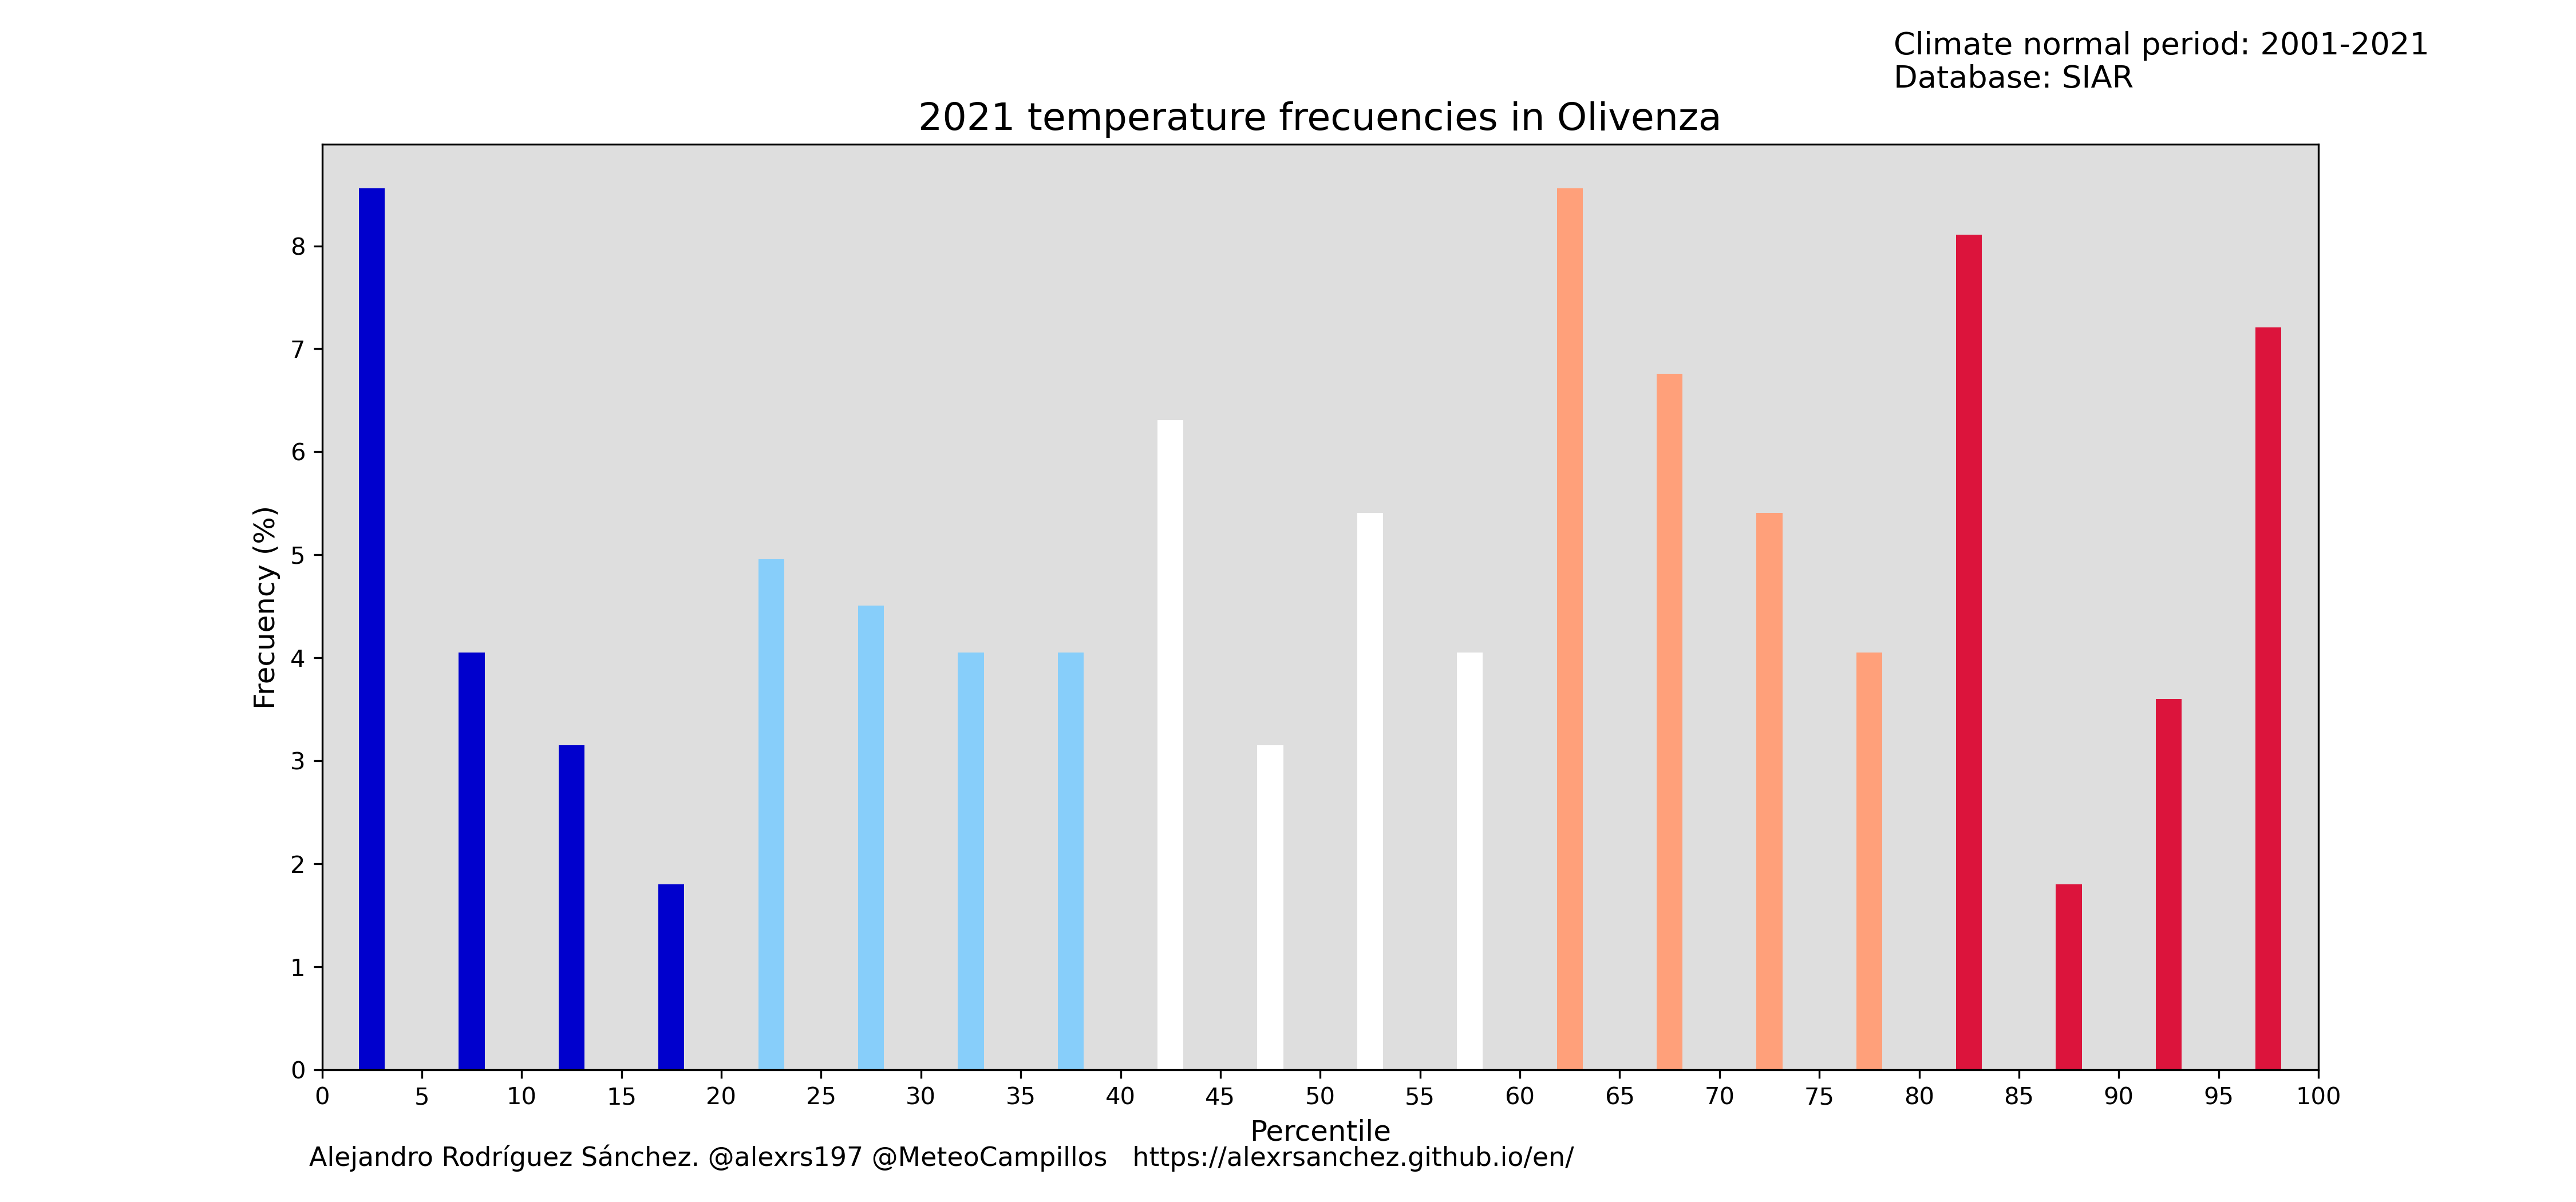 Climate normal period: 2001-2021
Database: SIAR
2021 temperature frecuencies in Olivenza
Frecuency (%)
8
7
6
5
4
3
2
1
0
0 5 10 15 20 25 30 35 40 45 50 55 60 65 70 75 80 85 90 95 100
Percentile
Alejandro Rodríguez Sánchez. @alexrs197 @MeteoCampillos https://alexrsanchez.github.io/en/